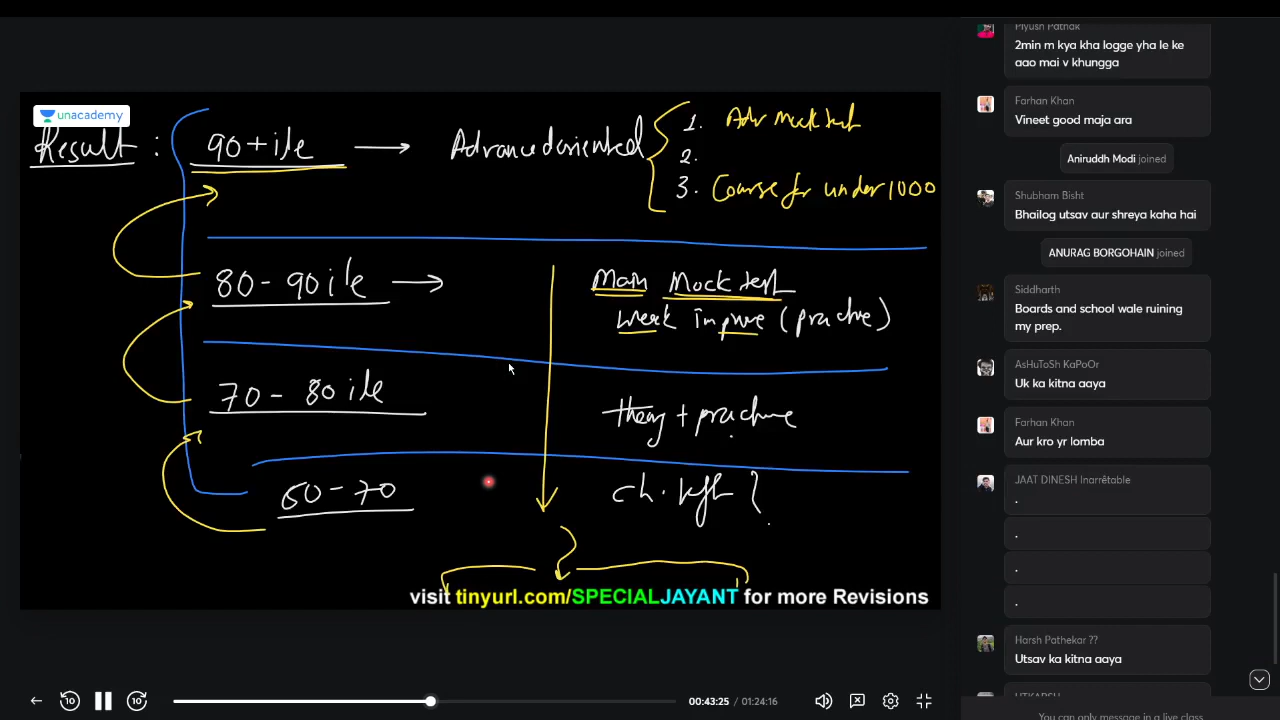 unacademy
Result :
90 + ile
Advanced oriented
1. Adv Mock test
2.
3. Course for under 1000
80 - 90 ile
Main Mock test
Weak improve (practice)
70 - 80 ile
theory + practice
60 - 70
ch. left ?
visit tinyurl.com/SPECIALJAYANT for more Revisions
10
10
00:43:25 / 01:24:16
Piyush Pathak
2min m kya kha logge yha le ke
aao mai v khungga
Farhan Khan
Vineet good maja ara
Aniruddh Modi joined
Shubham Bisht
Bhailog utsav aur shreya kaha hai
ANURAG BORGOHAIN joined
Siddharth
Boards and school wale ruining
my prep.
AsHuToSh KaPoOr
Uk ka kitna aaya
Farhan Khan
Aur kro yr lomba
JAAT DINESH Inarrêtable
.
.
.
.
Harsh Pathekar ??
Utsav ka kitna aaya
UTKARSH
You can only message in a live class